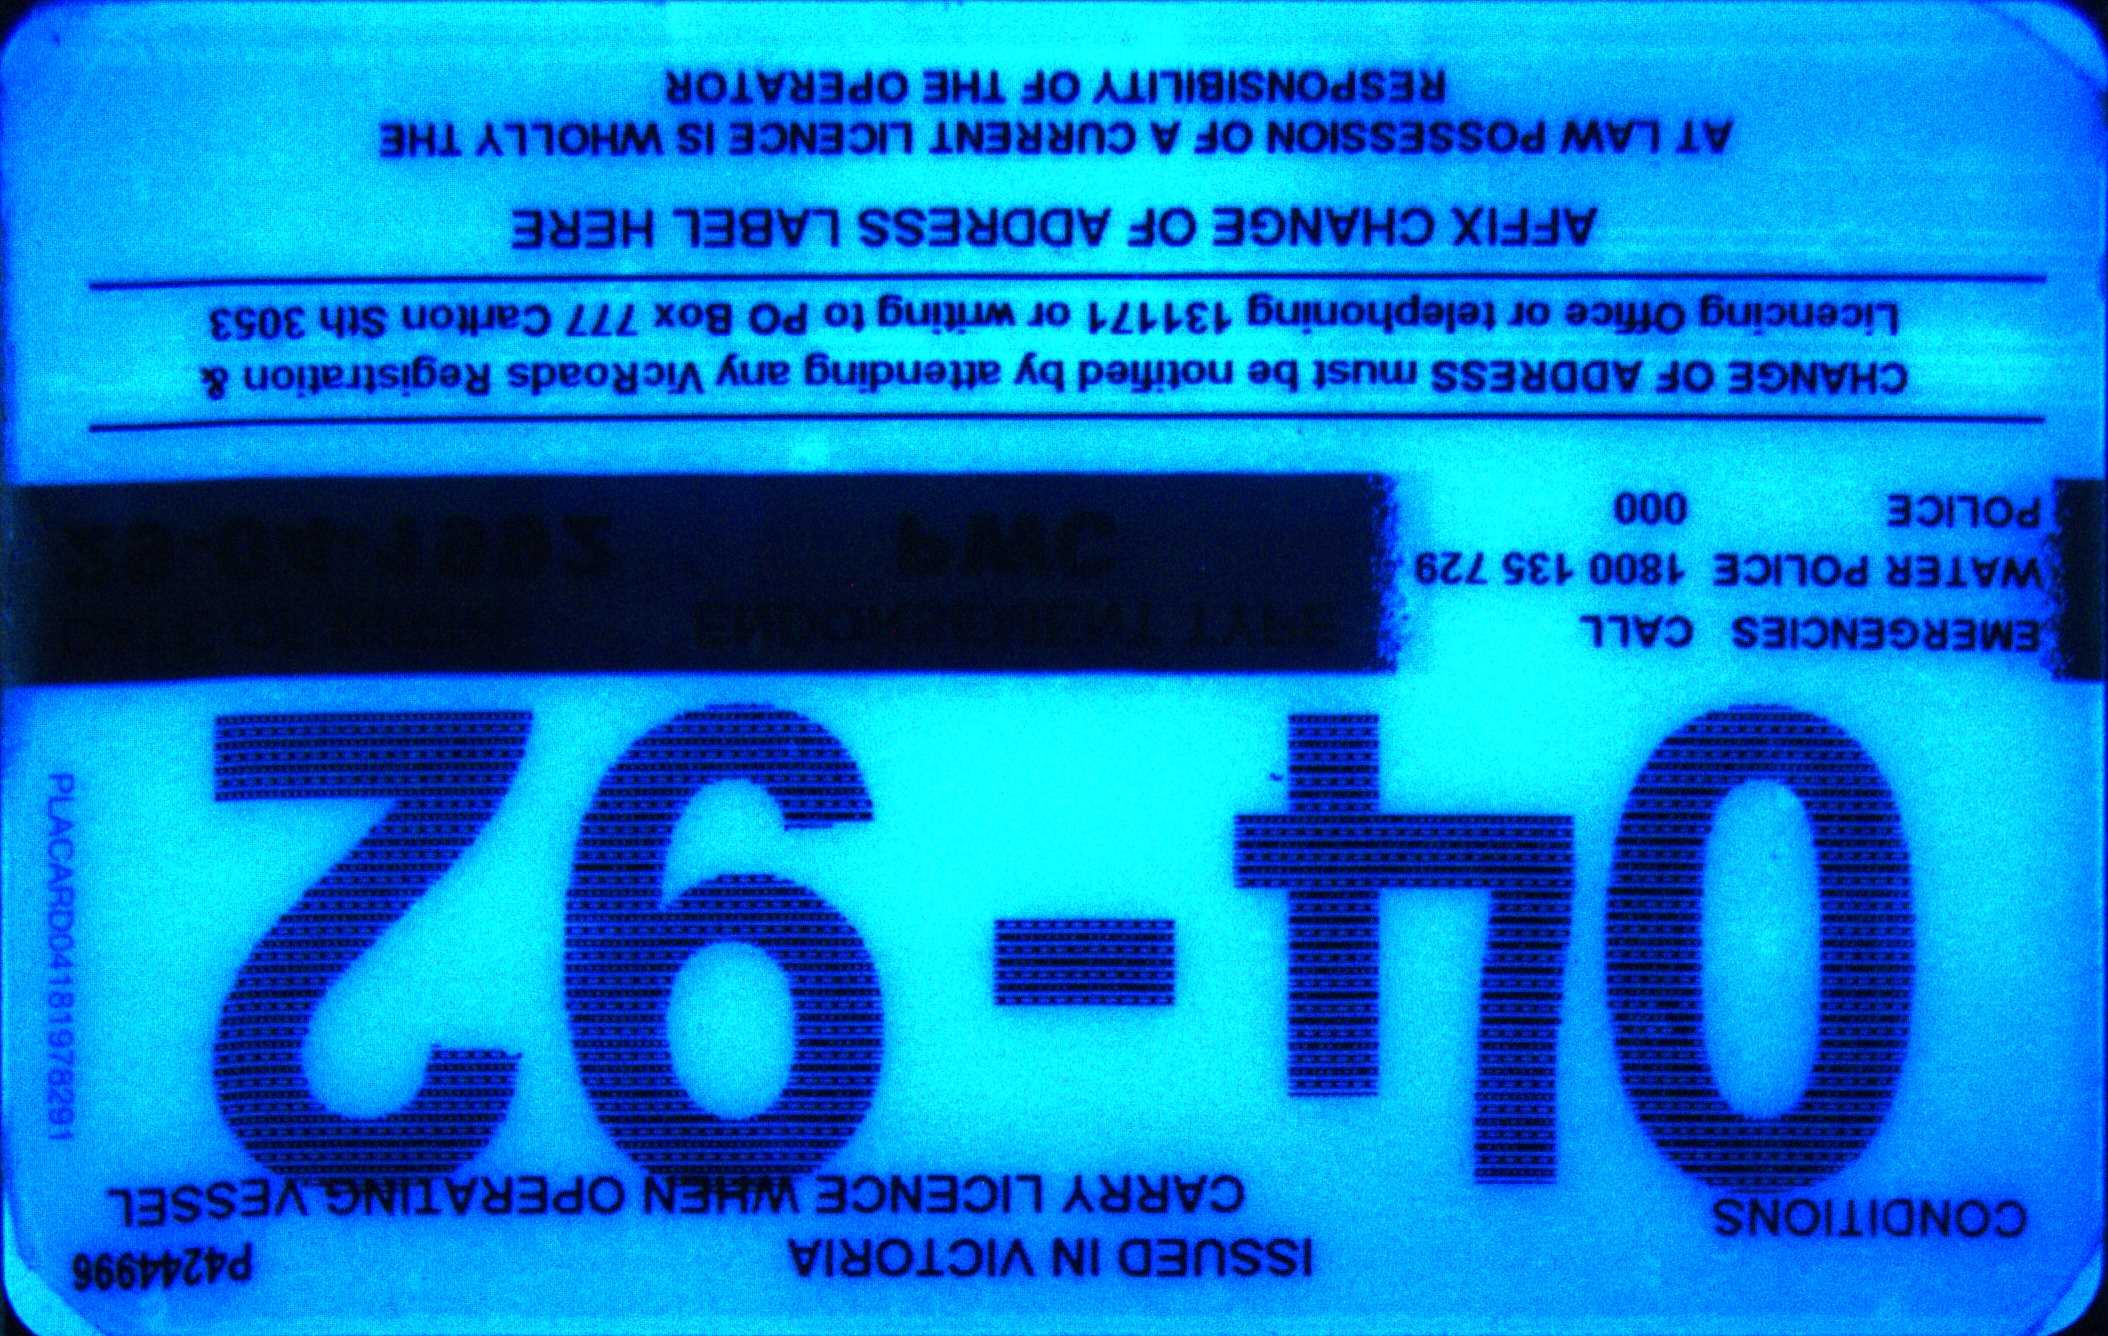 ISSUED IN VICTORIA P4244996
CONDITIONS CARRY LICENCE WHEN OPERATING VESSEL
04-92
PLACARD0418197829 1
EMERGENCIES CALL
WATER POLICE 1800 135 729
POLICE 000
ENDORSEMENT TYPE
PWC
CHANGE OF ADDRESS must be notified by attending any VicRoads Registration &
Licencing Office or telephoning 131171 or writing to PO Box 777 Carlton Sth 3053
AFFIX CHANGE OF ADDRESS LABEL HERE
AT LAW POSSESSION OF A CURRENT LICENCE IS WHOLLY THE
RESPONSIBILITY OF THE OPERATOR